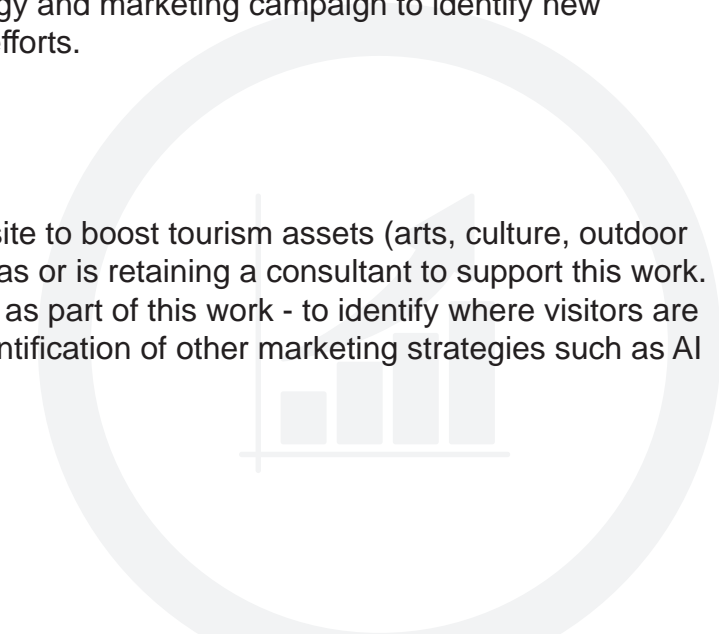 and marketing campaign to identify new
efforts.
site to boost tourism assets (arts, culture, outdoor
as or is retaining a consultant to support this work.
as part of this work - to identify where visitors are
ntification of other marketing strategies such as AI